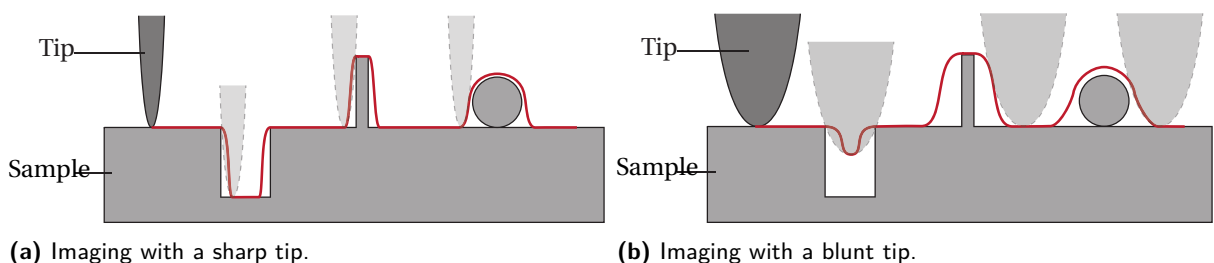 Tip
Sample
(a) Imaging with a sharp tip.
Tip
Sample
(b) Imaging with a blunt tip.